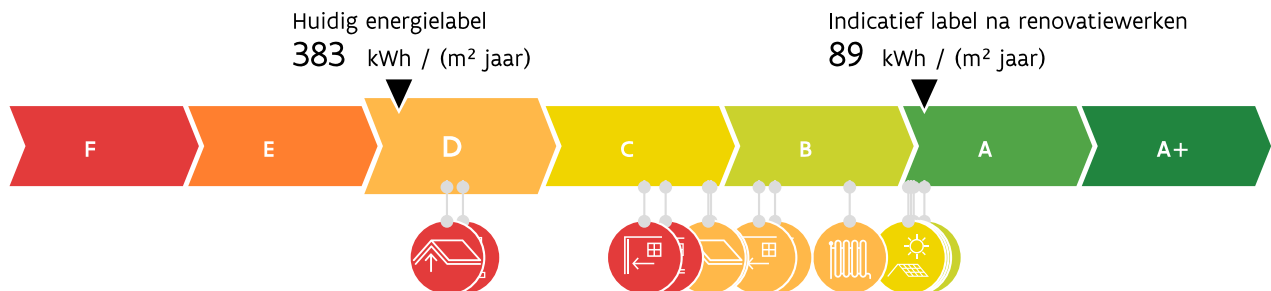 Huidig energielabel
383 kWh / (m² jaar)
Indicatief label na renovatiewerken
89 kWh / (m² jaar)
F E D C B A A+